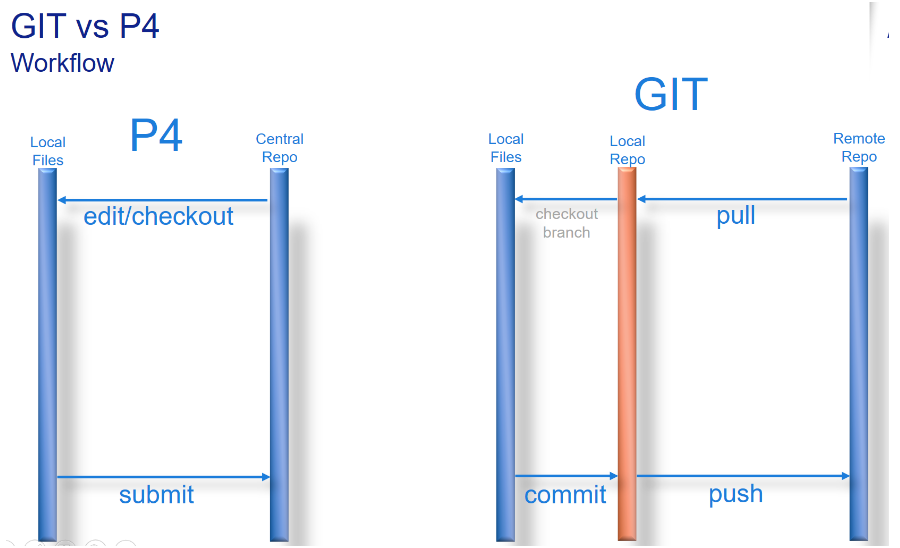 GIT vs P4
Workflow
P4
Local
Files
Central
Repo
edit/checkout
submit
GIT
Local
Files
Local
Repo
Remote
Repo
checkout
branch
pull
commit
push